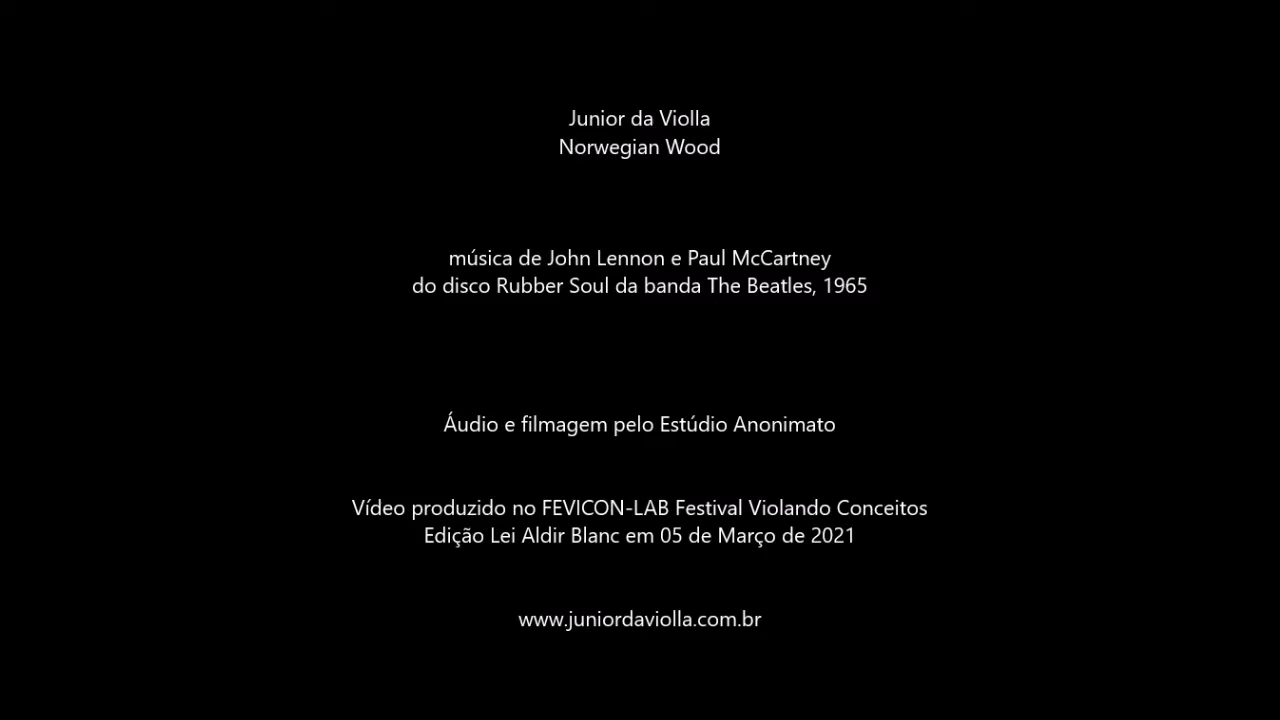 Junior da Violla
Norwegian Wood
música de John Lennon e Paul McCartney
do disco Rubber Soul da banda The Beatles, 1965
Áudio e filmagem pelo Estúdio Anonimato
Vídeo produzido no FEVICON-LAB Festival Violando Conceitos
Edição Lei Aldir Blanc em 05 de Março de 2021
www.juniordaviolla.com.br